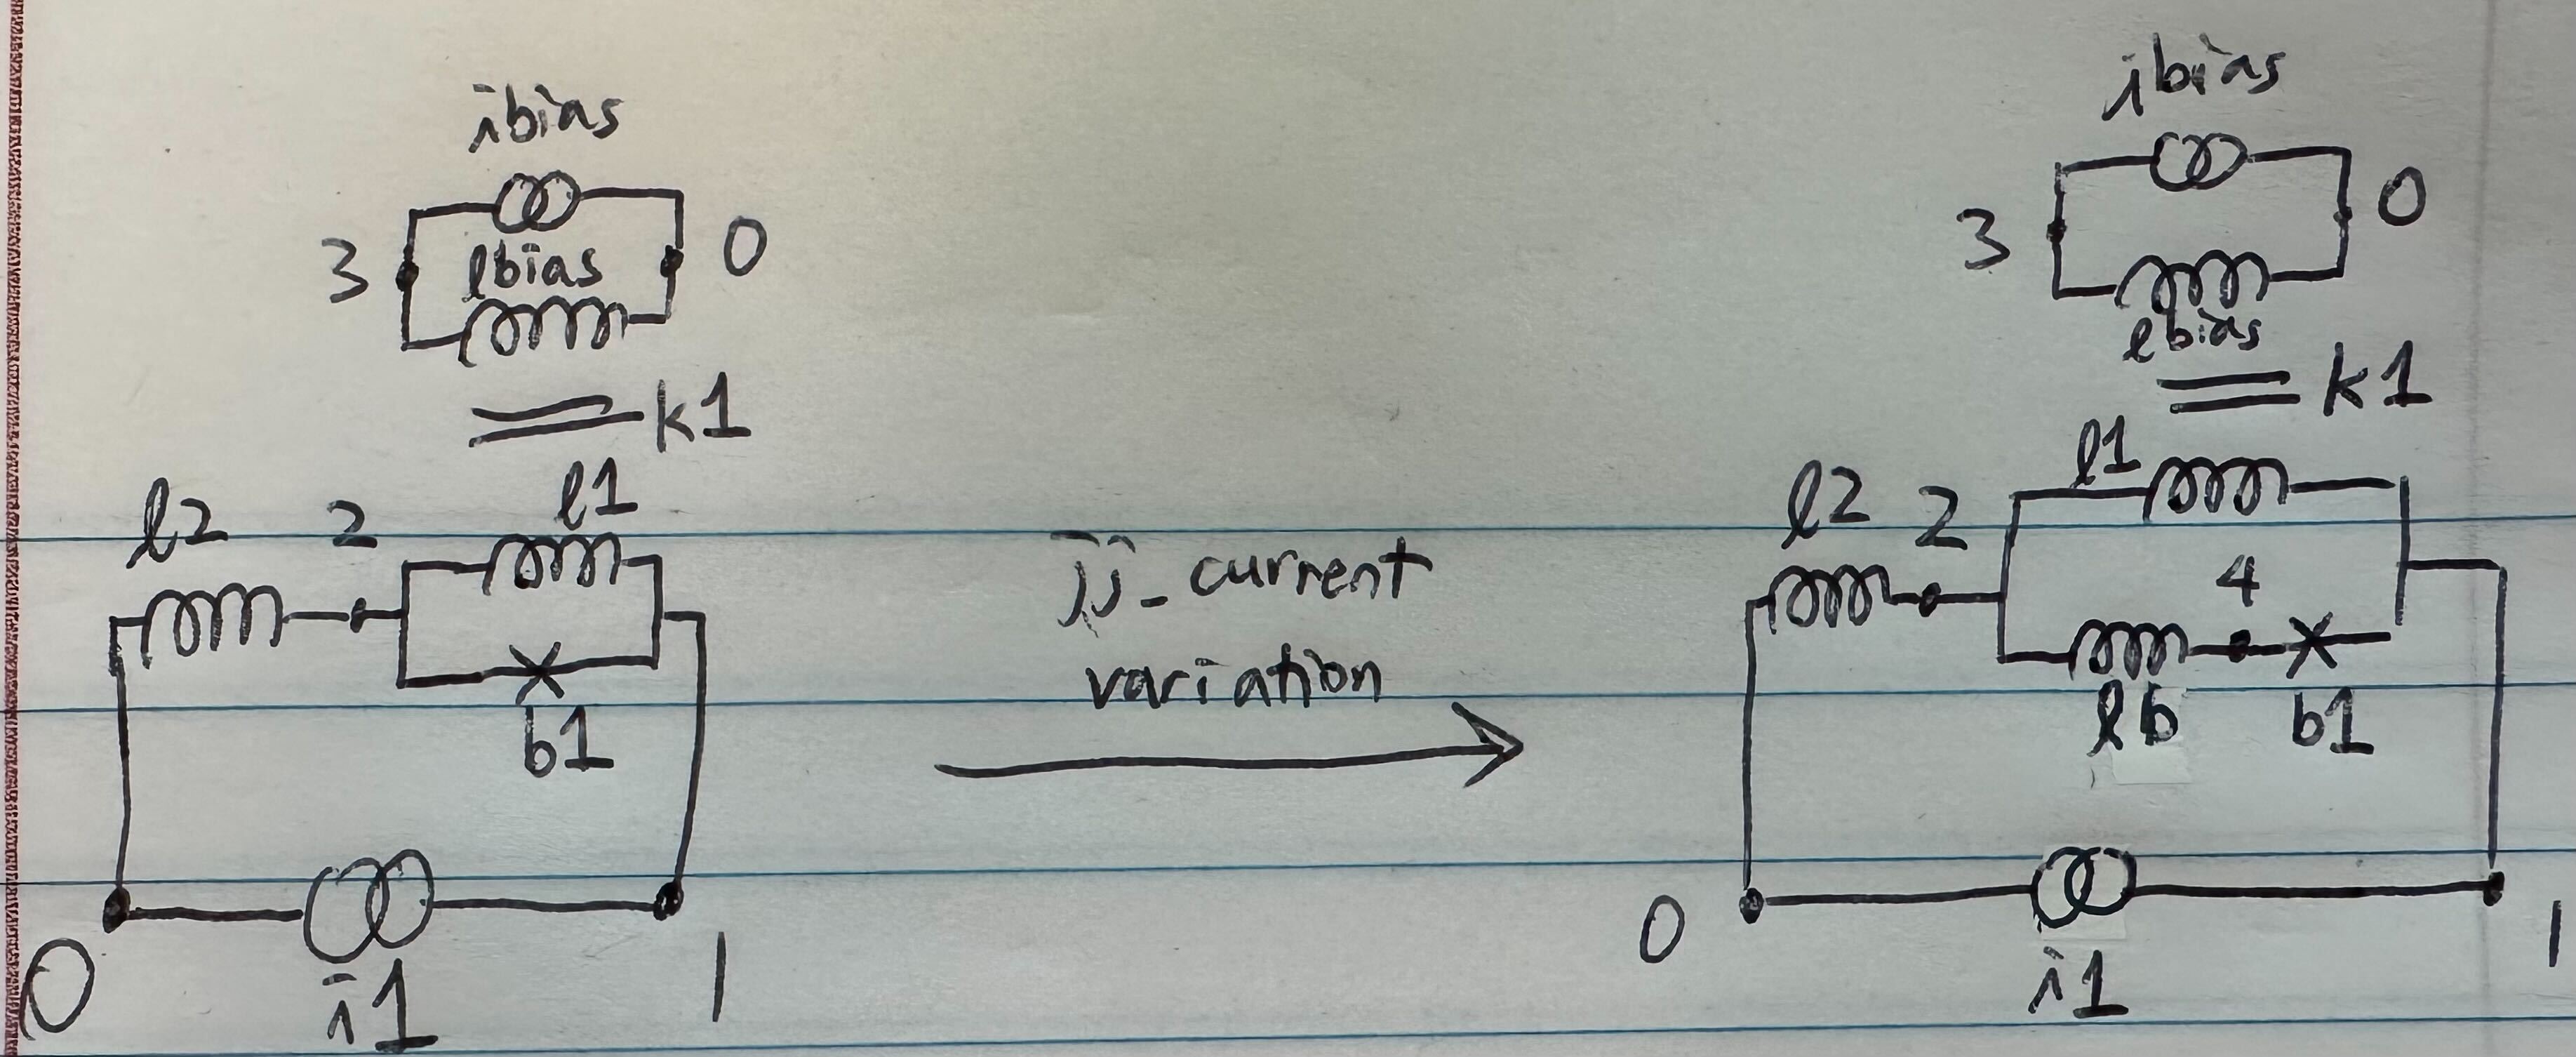 ibias
3
lbias
0
k1
l2
2
l1
b1
0
i1
1
jj-current
variation
ibias
3
0
lbias
k1
l2
2
l1
4
lb
b1
0
i1
1